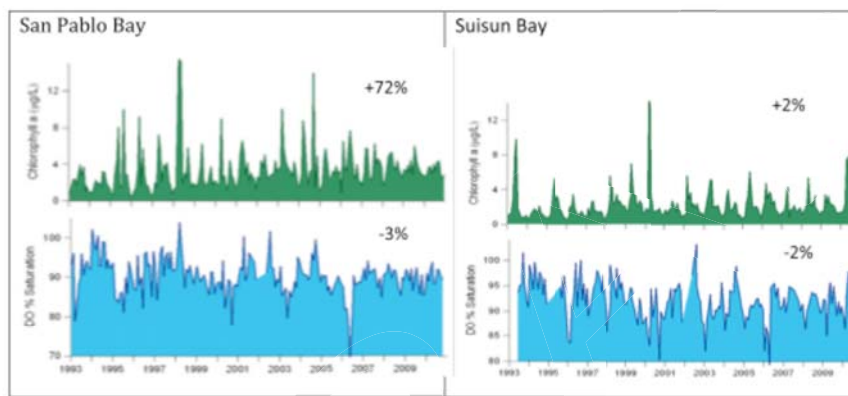 San Pablo Bay
Suisun Bay
+72%
Chlorophyll a (µg/L)
12
8
4
0
-3%
DO % Saturation
100
90
80
70
1993 1995 1997 1999 2001 2003 2005 2007 2009
+2%
Chlorophyll a (µg/L)
12
8
4
0
-2%
DO % Saturation
100
95
90
85
80
1993 1995 1997 1999 2001 2003 2005 2007 2009